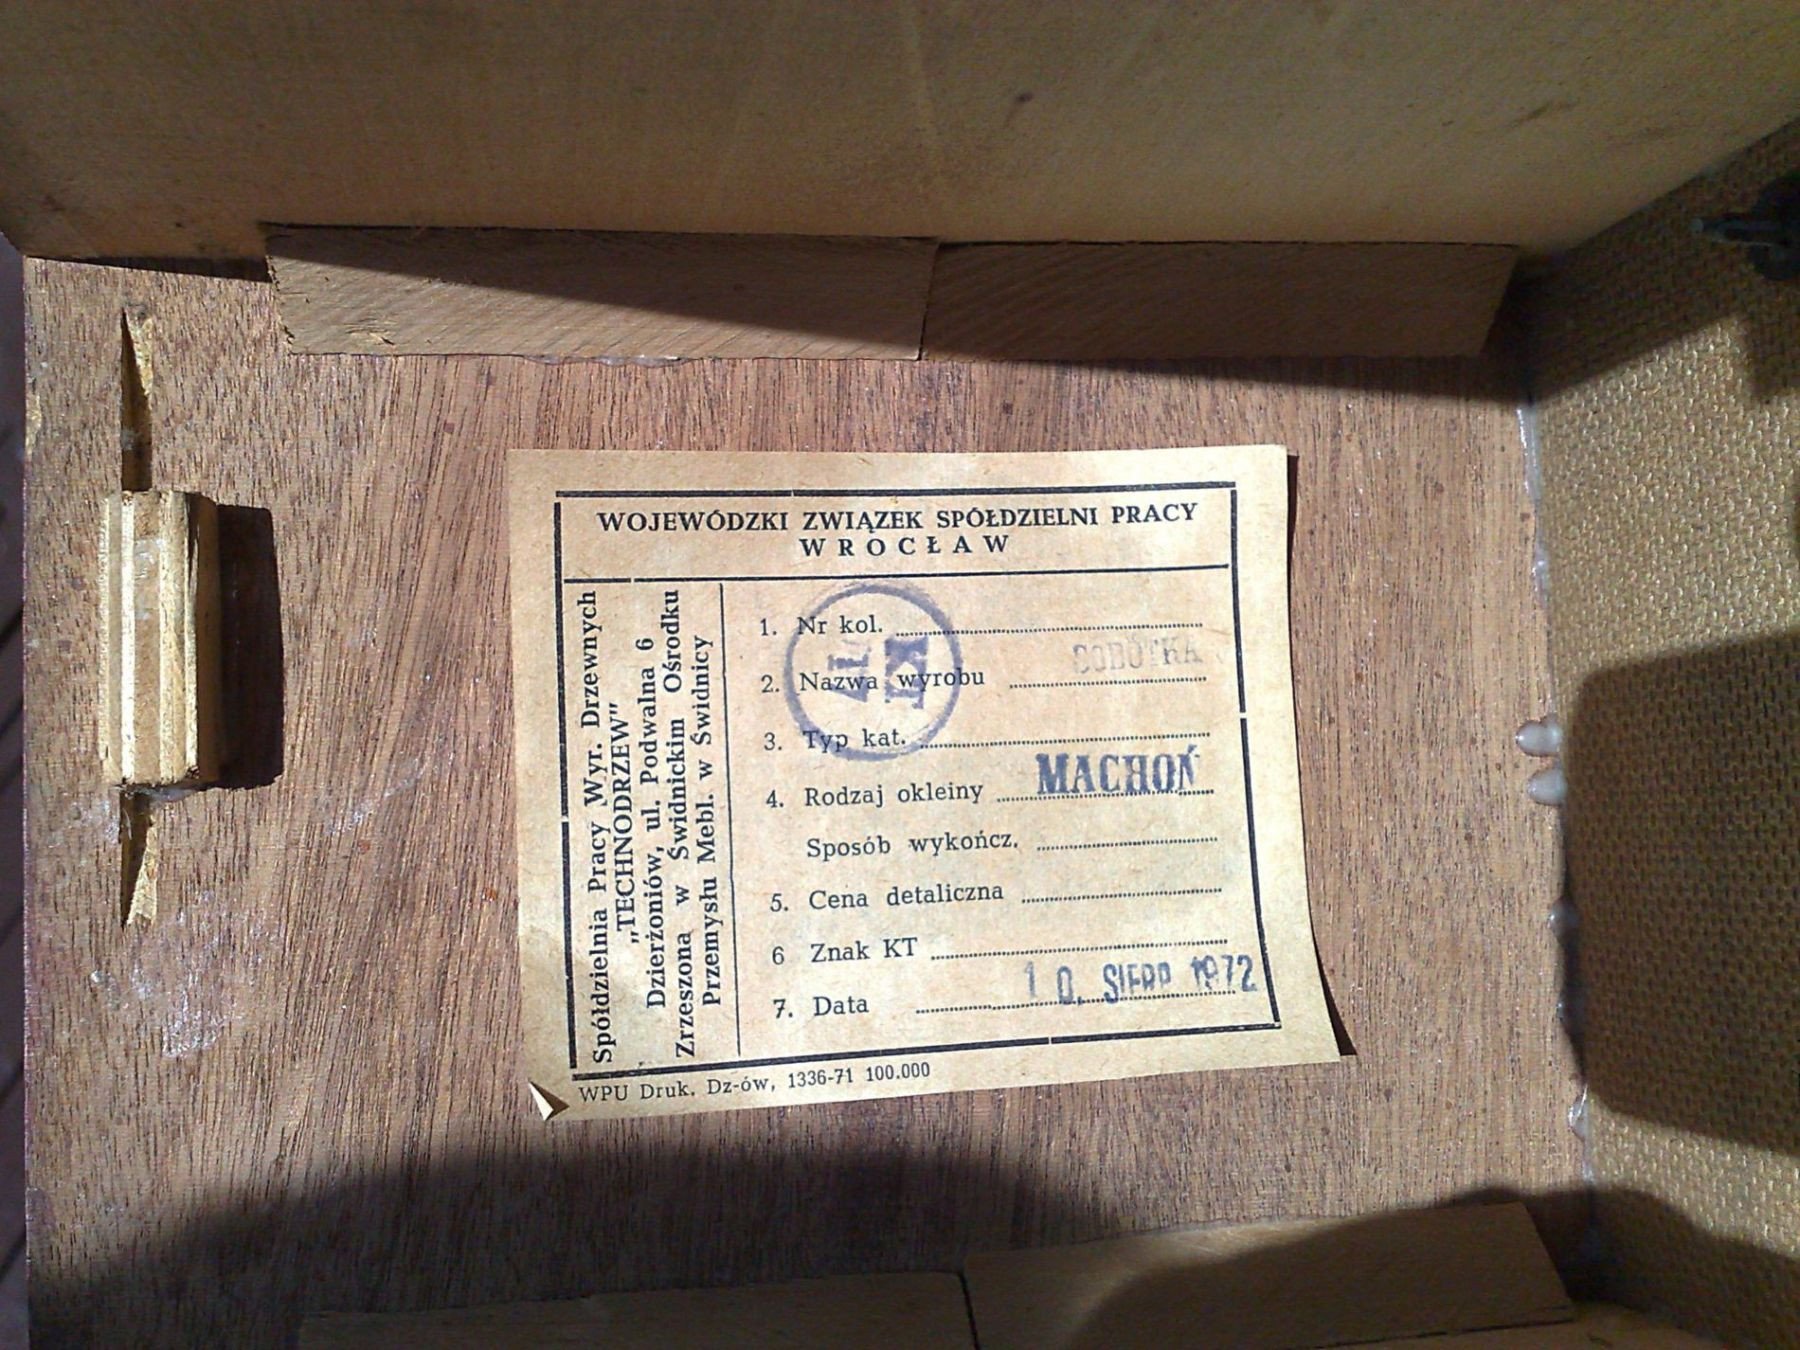 WOJEWÓDZKI ZWIĄZEK SPÓŁDZIELNI PRACY
WROCŁAW
Spółdzielnia Pracy Wyr. Drzewnych
„TECHNODRZEW"
Dzierżoniów, ul. Podwalna 6
Zrzeszona w Świdnickim Ośrodku
Przemysłu Mebl. w Świdnicy
1. Nr kol.
2. Nazwa wyrobu SOBÓTKA
3. Typ kat.
4. Rodzaj okleiny MACHOŃ
Sposób wykończ.
5. Cena detaliczna
6 Znak KT
7. Data 10. SIERP 1972
WPU Druk. Dz-ów, 1336-71 100.000